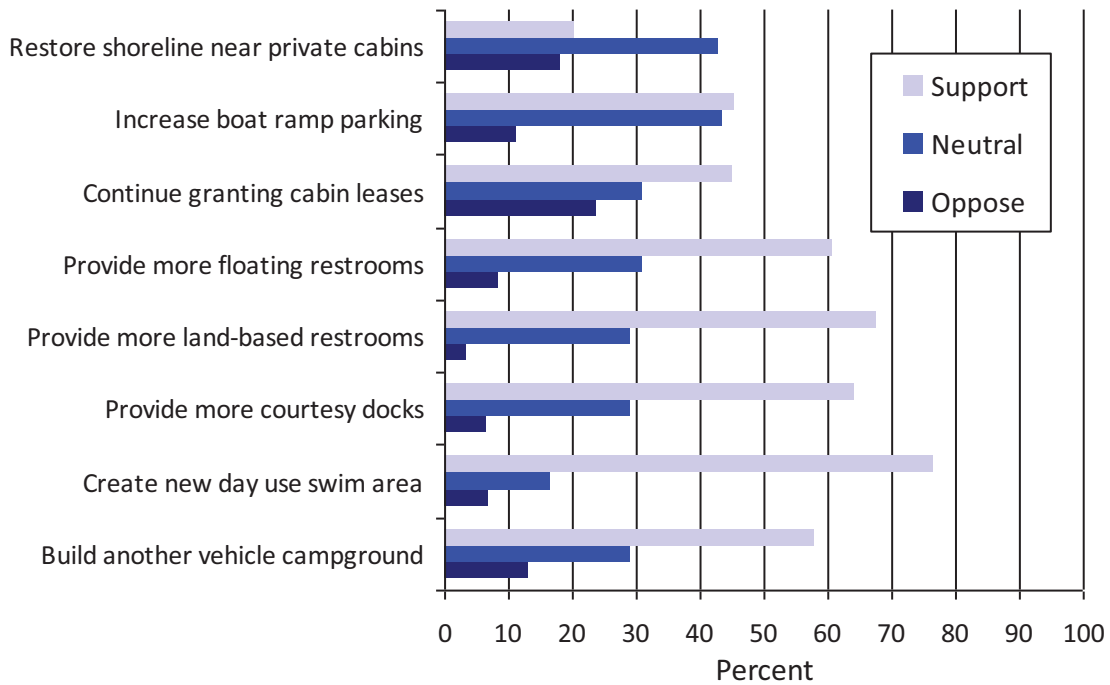 Restore shoreline near private cabins
Increase boat ramp parking
Continue granting cabin leases
Provide more floating restrooms
Provide more land-based restrooms
Provide more courtesy docks
Create new day use swim area
Build another vehicle campground
Support
Neutral
Oppose
0 10 20 30 40 50 60 70 80 90 100
Percent